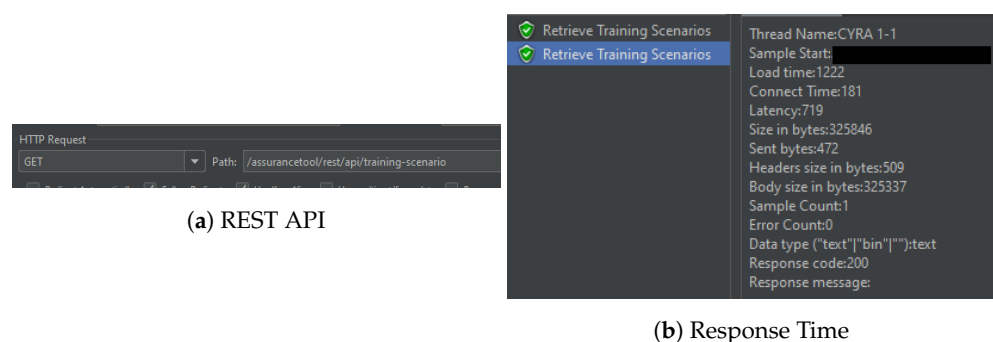 HTTP Request
GET
Path: /assurancetool/rest/api/training-scenario
(a) REST API
Retrieve Training Scenarios
Retrieve Training Scenarios
Thread Name:CYRA 1-1
Sample Start:
Load time:1222
Connect Time:181
Latency:719
Size in bytes:325846
Sent bytes:472
Headers size in bytes:509
Body size in bytes:325337
Sample Count:1
Error Count:0
Data type ("text"|"bin"|""):text
Response code:200
Response message:
(b) Response Time